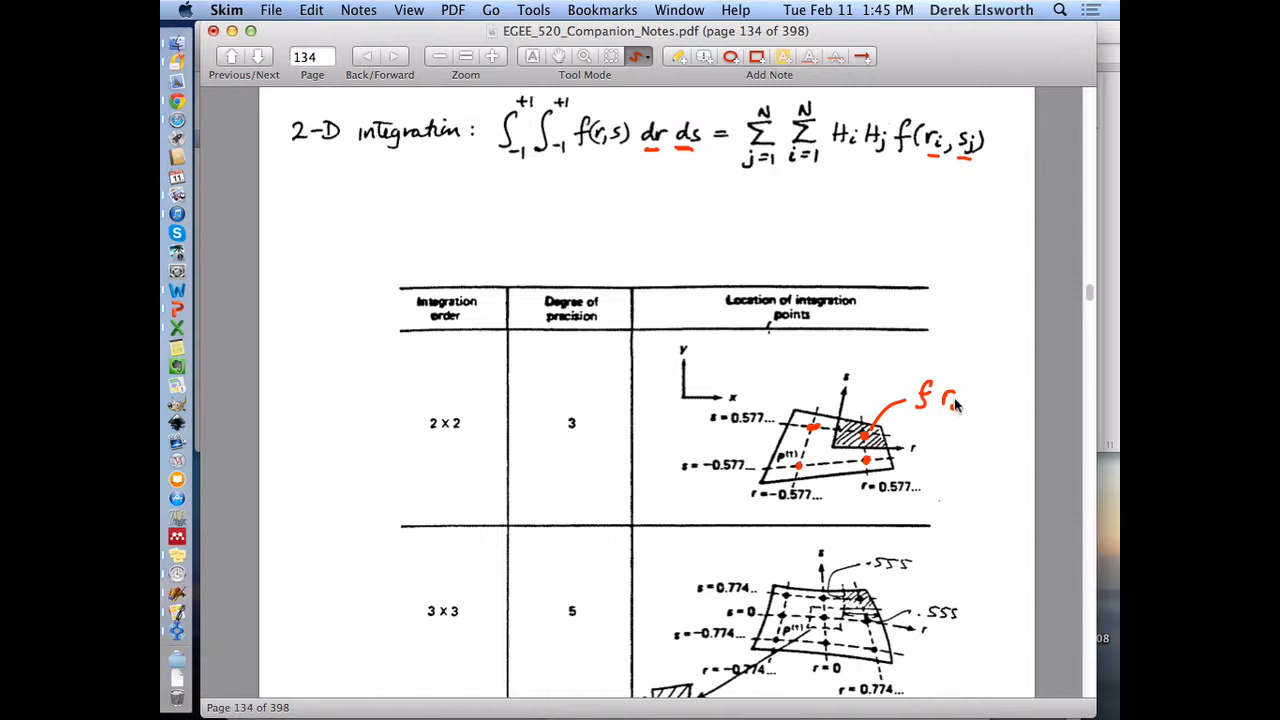 Skim File Edit Notes View PDF Go Tools Bookmarks Window Help Tue Feb 11 1:45 PM Derek Elsworth
EGEE_520_Companion_Notes.pdf (page 134 of 398)
134
Previous/Next Page Back/Forward Zoom Tool Mode Add Note
2-D integration: ∫-1+1 ∫-1+1 f(r,s) dr ds = Σj=1N Σi=1N Hi Hj f(ri, sj)
Integration order
Degree of precision
Location of integration points
2 x 2
3
y
x
s
r
s = 0.577...
s = -0.577...
P(T)
r = -0.577...
r = 0.577...
f r
3 x 3
5
s
.555
s = 0.774...
s = 0
.555
s = -0.774...
P(T)
r
r = -0.774...
r = 0
r = 0.774...
11
08
Page 134 of 398